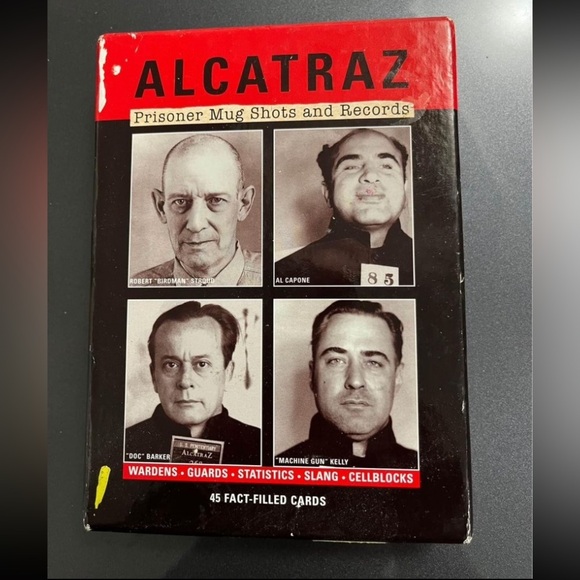 ALCATRAZ
Prisoner Mug Shots and Records
ROBERT "BIRDMAN" STROUD
AL CAPONE
85
"DOC" BARKER
U.S. PENITENTIARY
ALCATRAZ
"MACHINE GUN" KELLY
WARDENS • GUARDS • STATISTICS • SLANG • CELLBLOCKS
45 FACT-FILLED CARDS